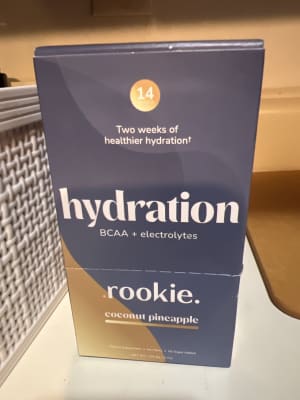 14
Two weeks of
healthier hydration†
hydration
BCAA + electrolytes
.rookie.
coconut pineapple